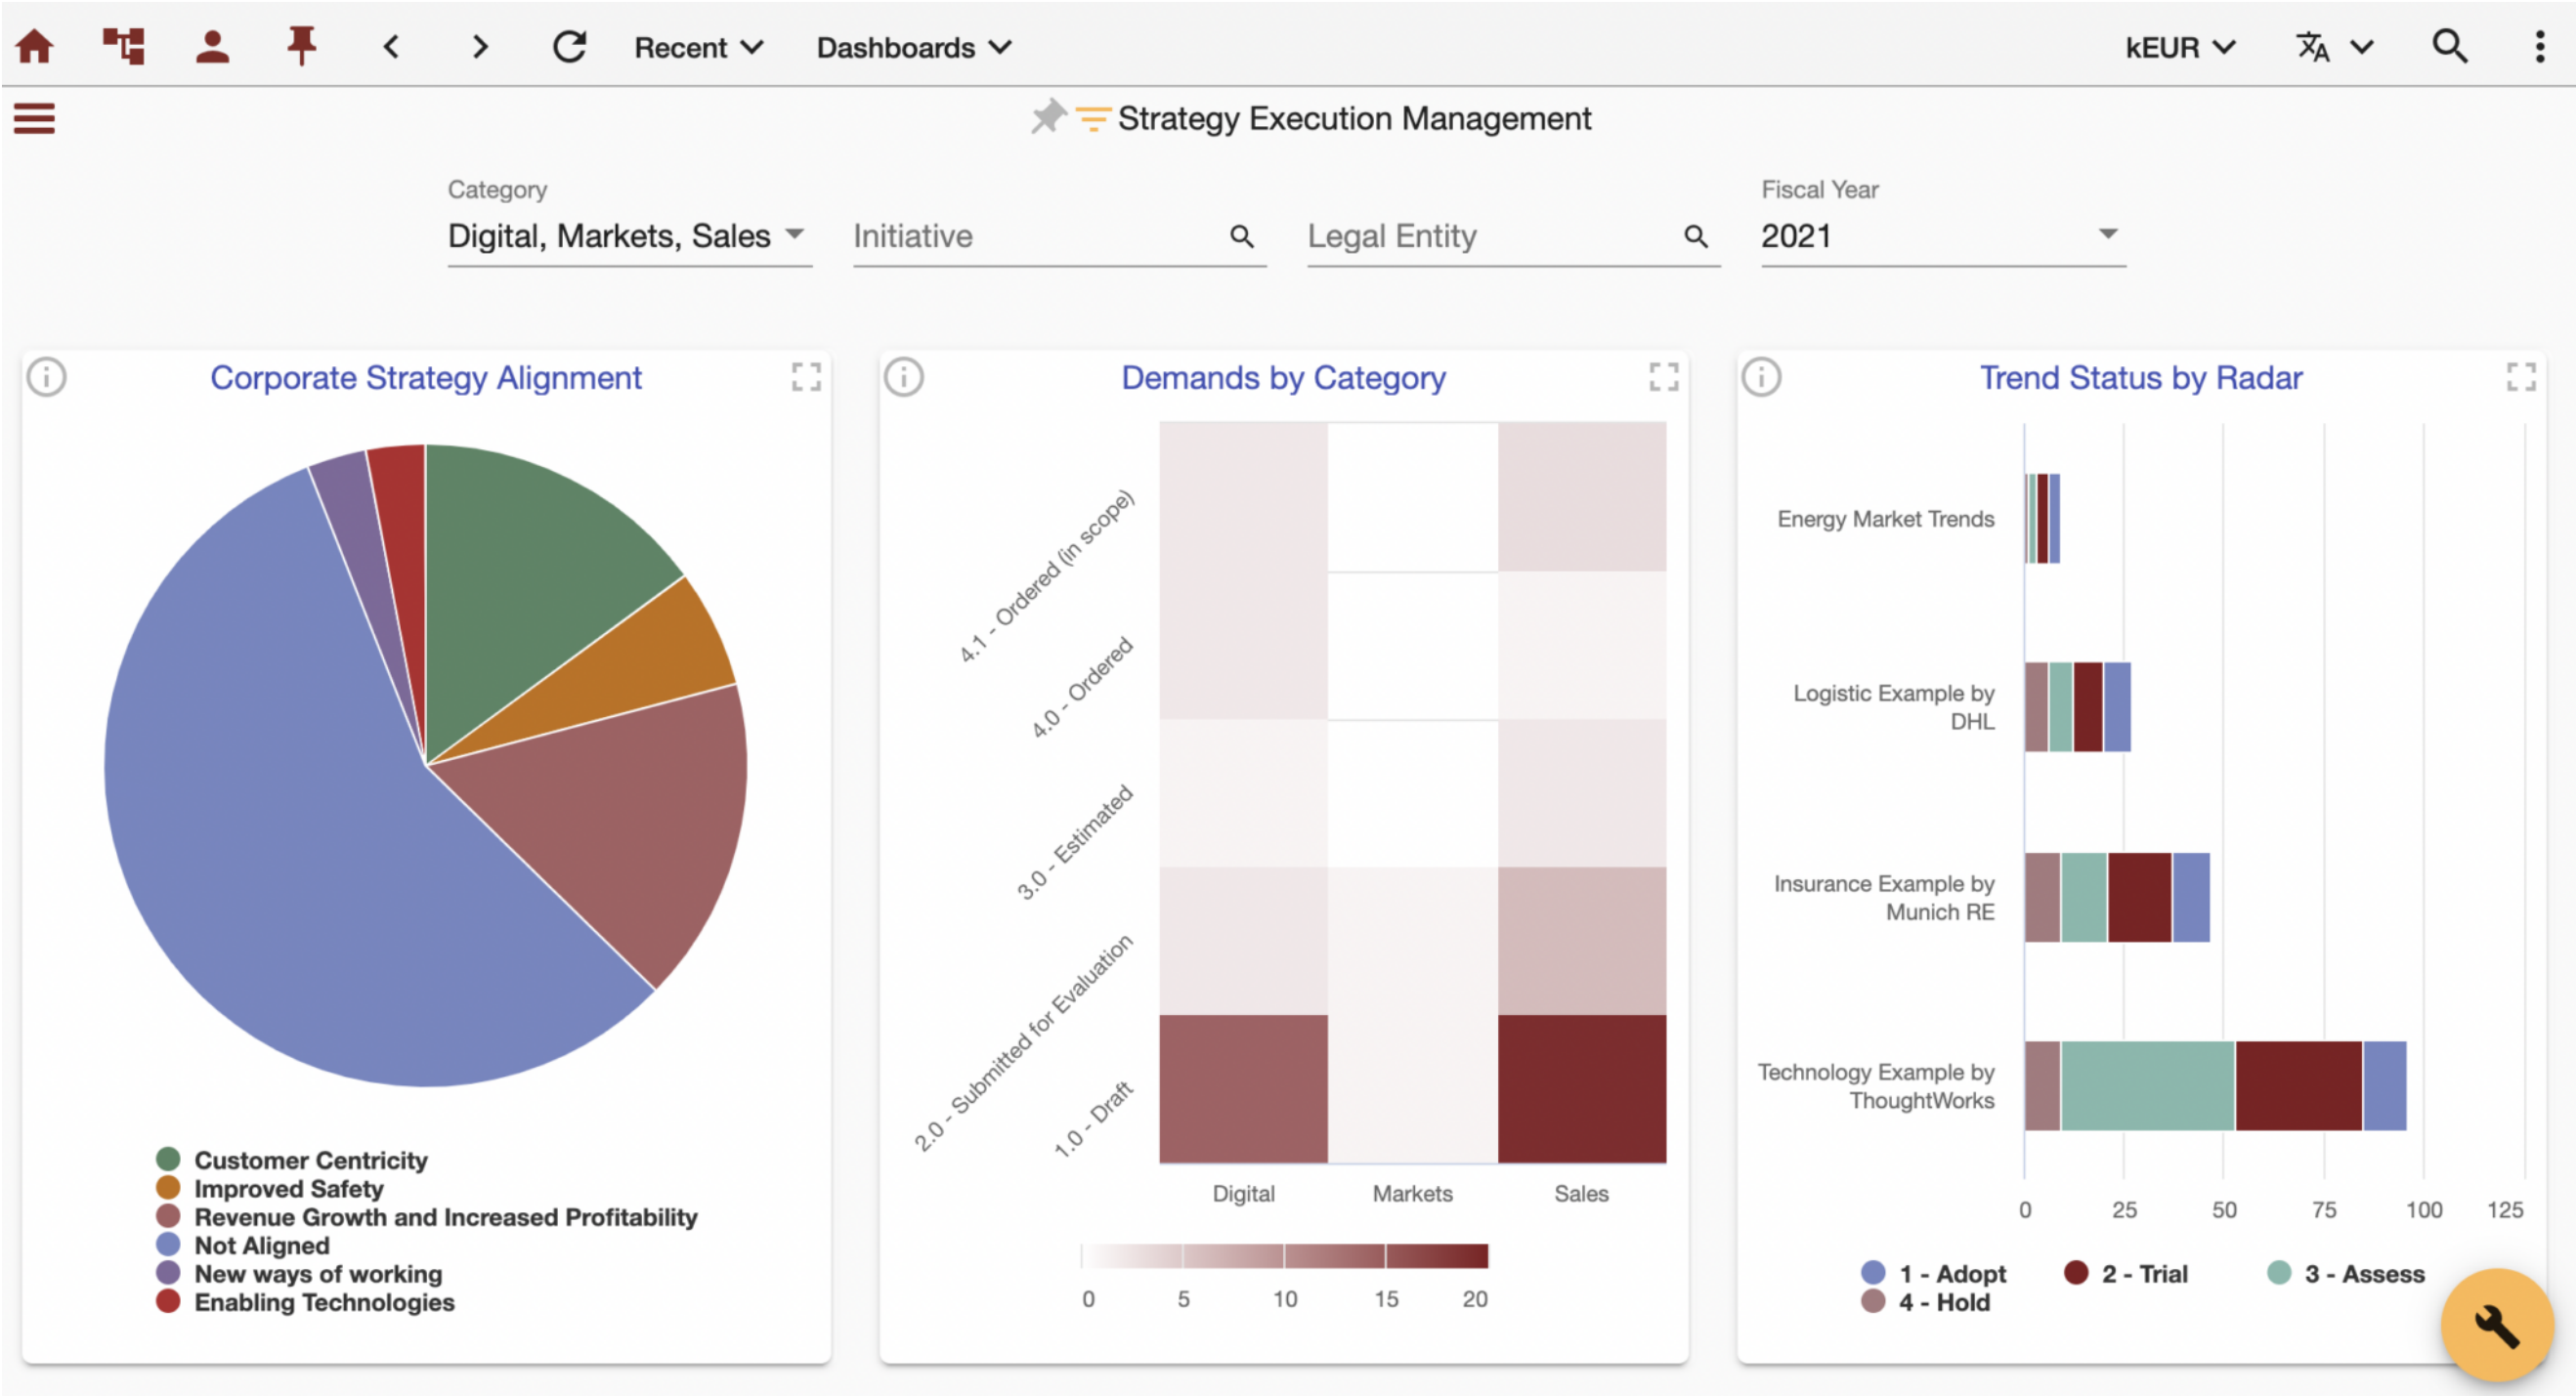 Recent
Dashboards
kEUR
Strategy Execution Management
Category
Digital, Markets, Sales
Initiative
Legal Entity
Fiscal Year
2021
Corporate Strategy Alignment
Customer Centricity
Improved Safety
Revenue Growth and Increased Profitability
Not Aligned
New ways of working
Enabling Technologies
Demands by Category
4.1 - Ordered (in scope)
4.0 - Ordered
3.0 - Estimated
2.0 - Submitted for Evaluation
1.0 - Draft
Digital Markets Sales
0 5 10 15 20
Trend Status by Radar
Energy Market Trends
Logistic Example by
DHL
Insurance Example by
Munich RE
Technology Example by
ThoughtWorks
0 25 50 75 100 125
1 - Adopt 2 - Trial 3 - Assess
4 - Hold